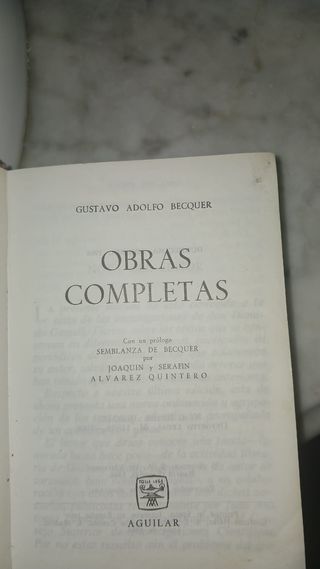 GUSTAVO ADOLFO BECQUER
OBRAS
COMPLETAS
Con un prólogo
SEMBLANZA DE BECQUER
por
JOAQUIN y SERAFIN
ALVAREZ QUINTERO
AGUILAR